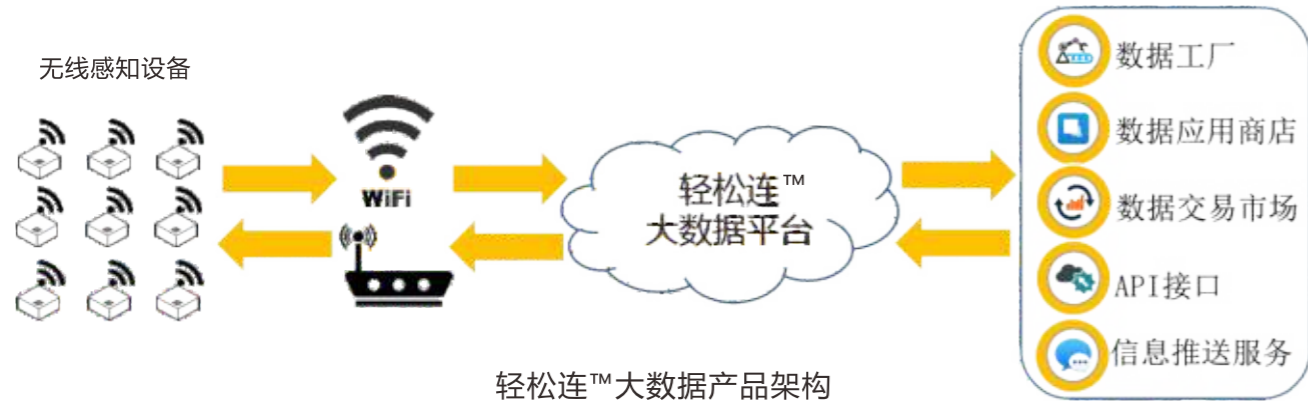 无线感知设备
WiFi
轻松连™
大数据平台
数据工厂
数据应用商店
数据交易市场
API接口
信息推送服务
轻松连™大数据产品架构